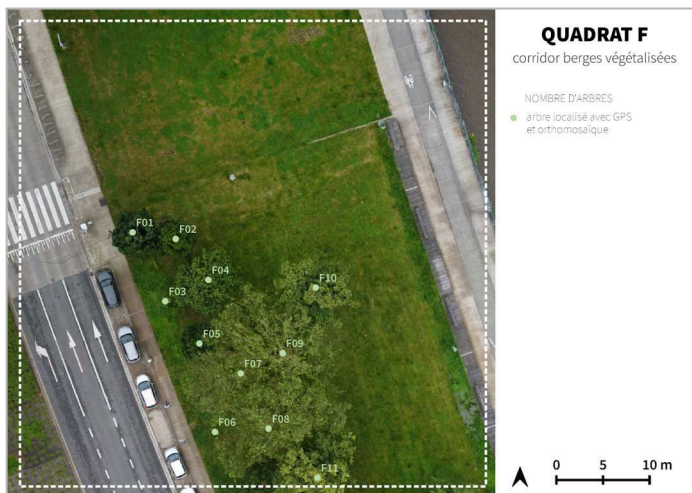 QUADRAT F
corridor berges végétalisées
NOMBRE D'ARBRES
arbre localisé avec GPS
et orthomosaïque
F01
F02
F04
F10
F03
F05
F09
F07
F06
F08
F11
0 5 10 m